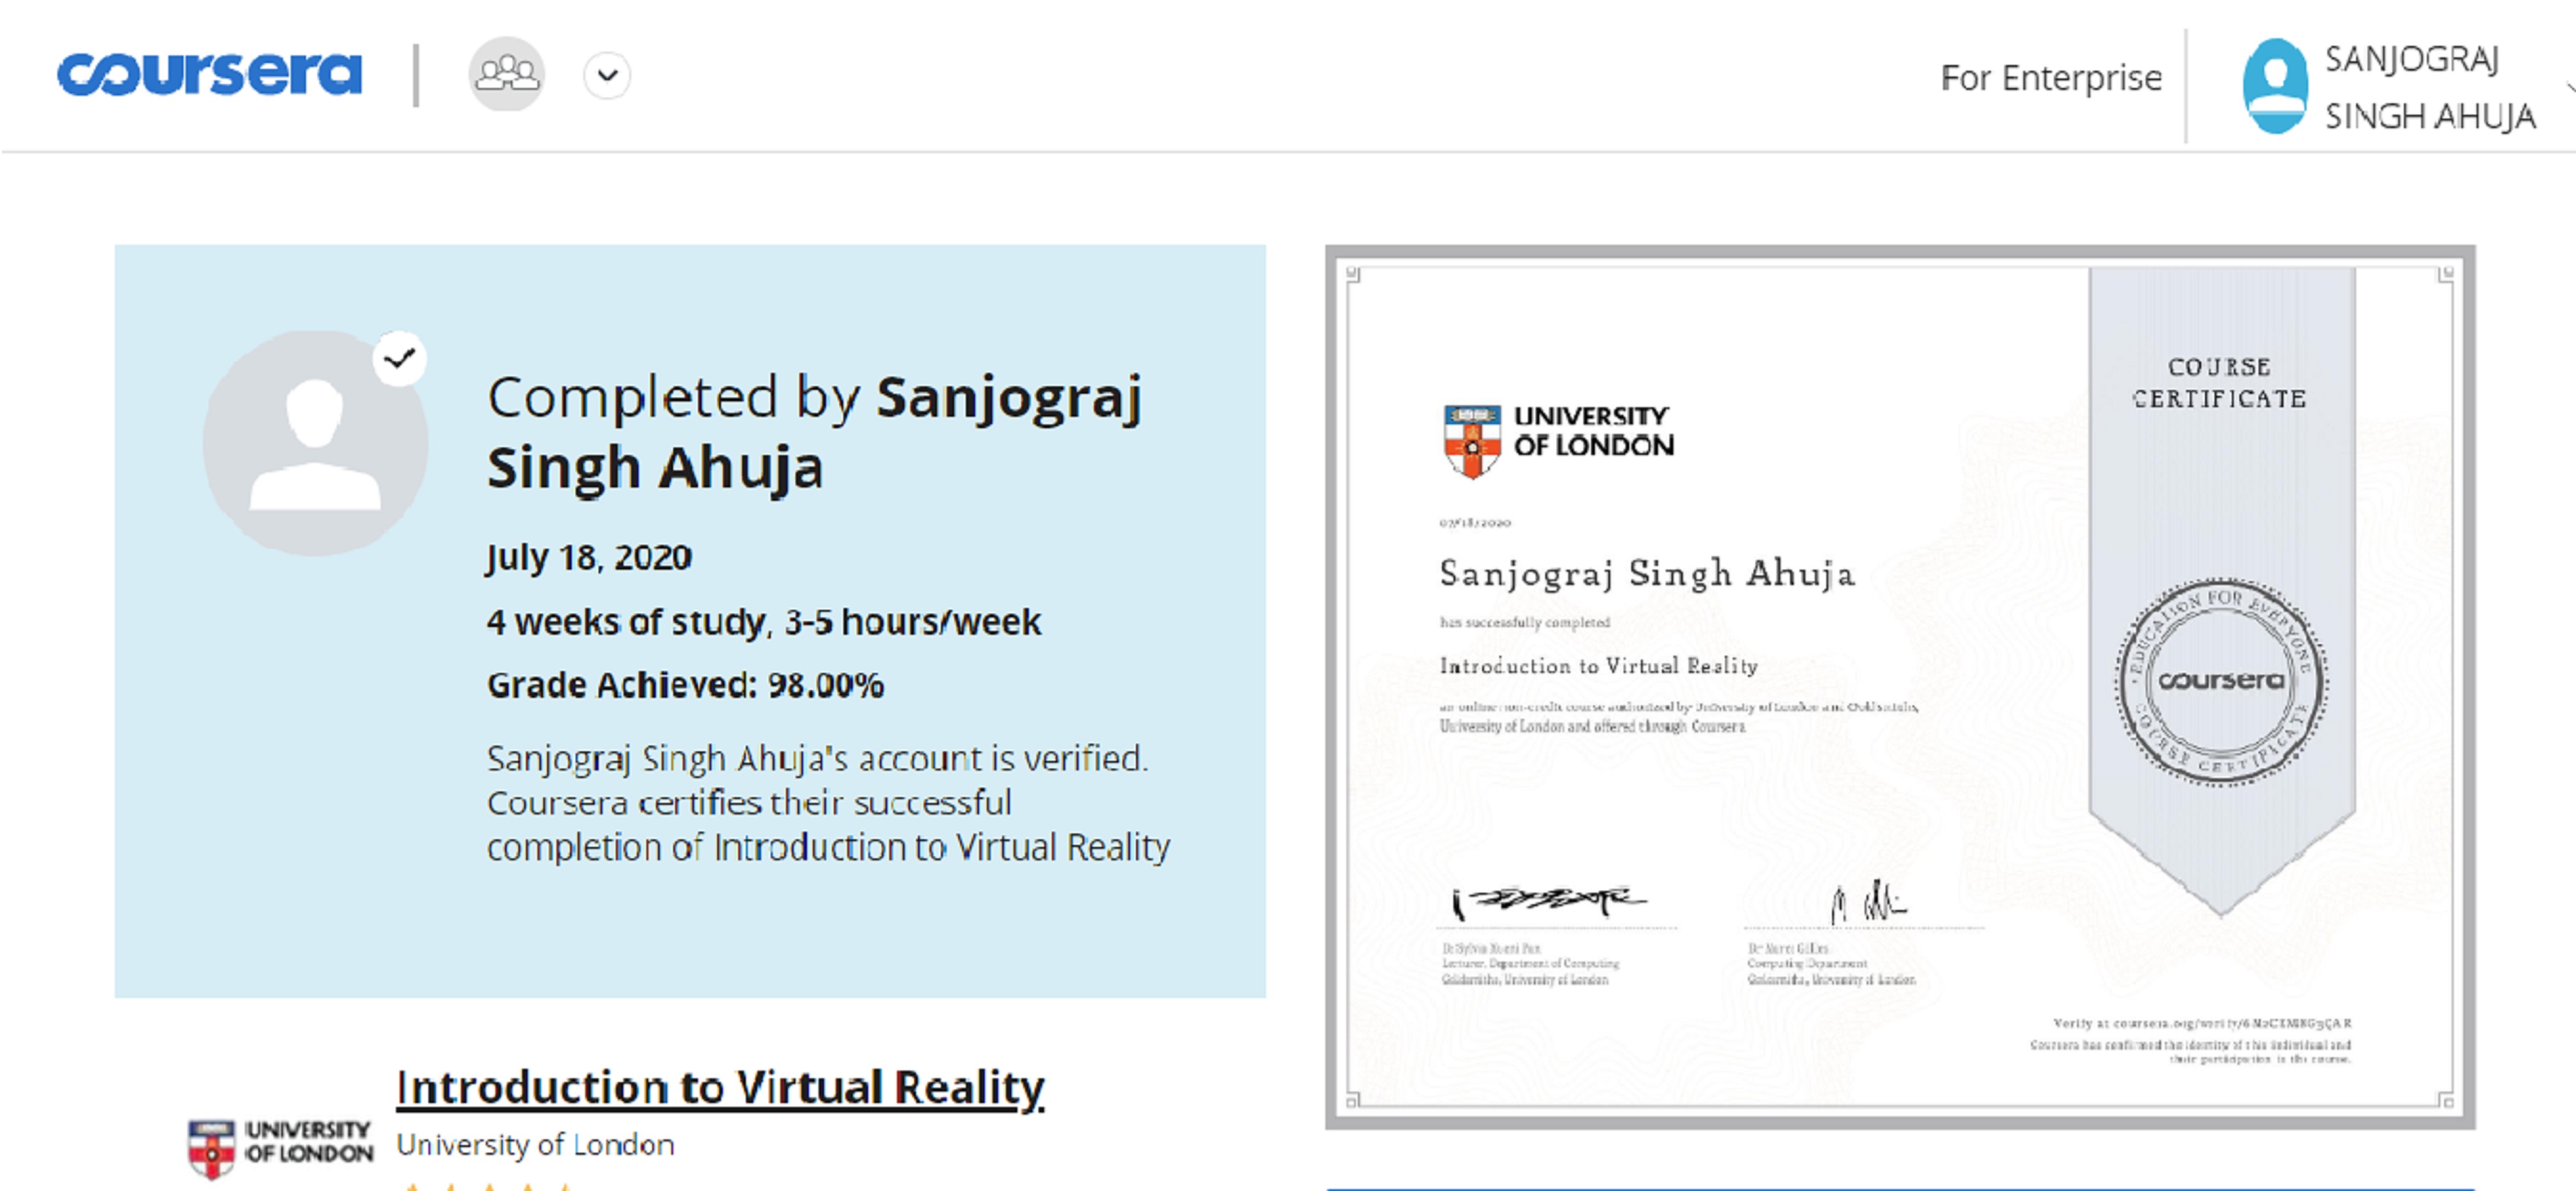 coursera
For Enterprise
SANJOGRAJ
SINGH AHUJA
Completed by Sanjograj
Singh Ahuja
July 18, 2020
4 weeks of study, 3-5 hours/week
Grade Achieved: 98.00%
Sanjograj Singh Ahuja's account is verified.
Coursera certifies their successful
completion of Introduction to Virtual Reality
Introduction to Virtual Reality
UNIVERSITY
OF LONDON
University of London
COURSE
CERTIFICATE
UNIVERSITY
OF LONDON
07/18/2020
Sanjograj Singh Ahuja
has successfully completed
Introduction to Virtual Reality
an online non-credit course authorized by University of London and Goldsmiths,
University of London and offered through Coursera
EDUCATION FOR EVERYONE
coursera
COURSE CERTIFICATE
Dr Sylvia Xueni Pan
Lecturer, Department of Computing
Goldsmiths, University of London
Dr Marco Gillies
Computing Department
Goldsmiths, University of London
Verify at coursera.org/verify/
Coursera has confirmed the identity of this individual and
their participation in the course.